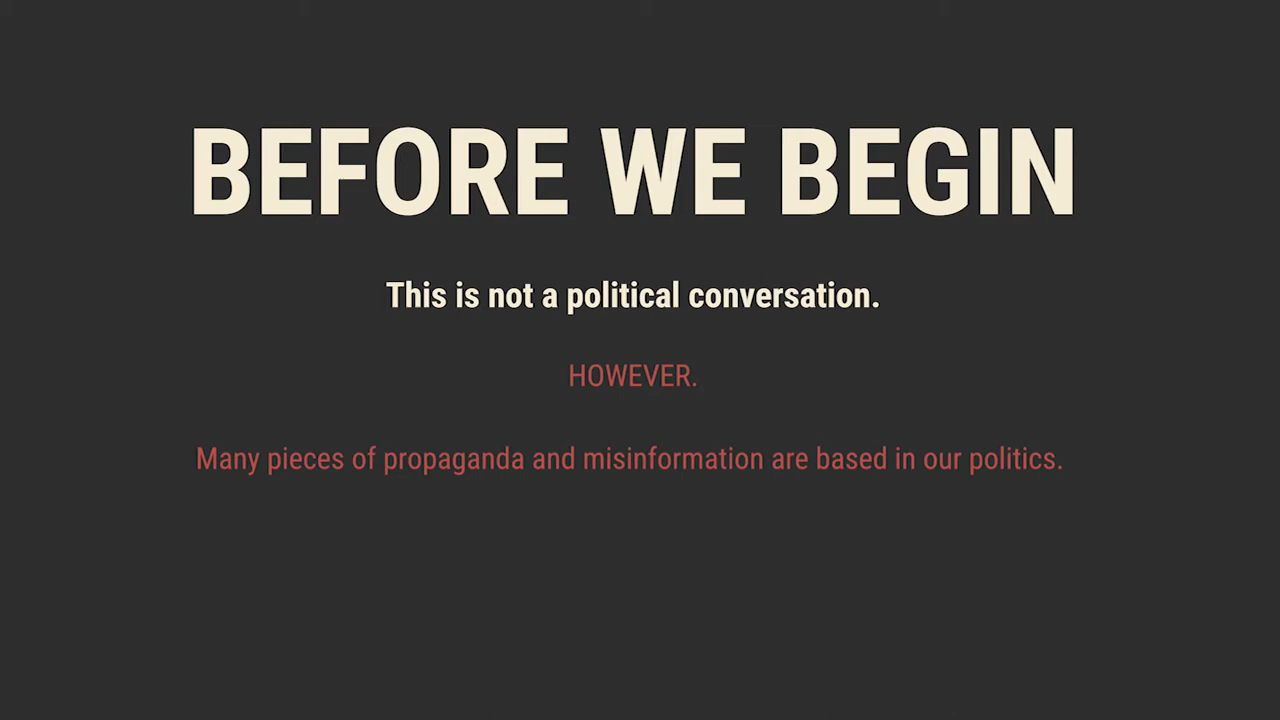 BEFORE WE BEGIN
This is not a political conversation.
HOWEVER.
Many pieces of propaganda and misinformation are based in our politics.